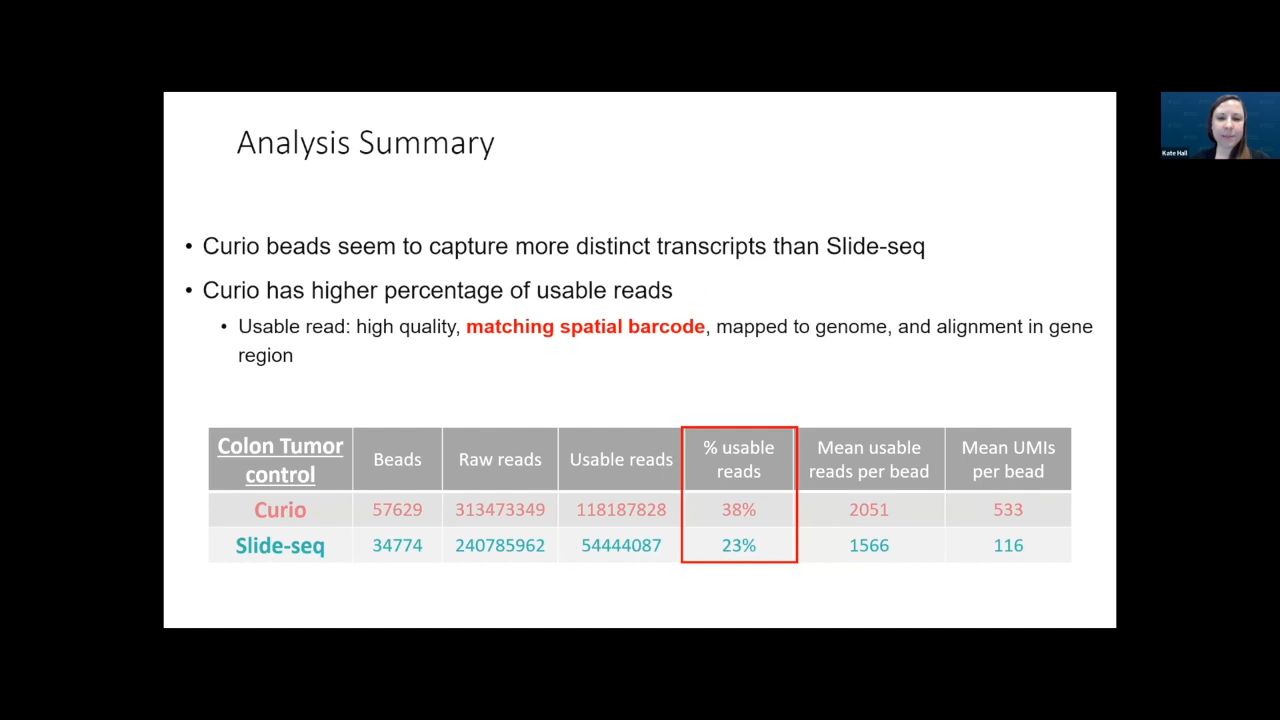 Analysis Summary
Kate Hall
• Curio beads seem to capture more distinct transcripts than Slide-seq
• Curio has higher percentage of usable reads
• Usable read: high quality, matching spatial barcode, mapped to genome, and alignment in gene
region
Colon Tumor control Beads Raw reads Usable reads % usable reads Mean usable reads per bead Mean UMIs per bead
Curio 57629 313473349 118187828 38% 2051 533
Slide-seq 34774 240785962 54444087 23% 1566 116